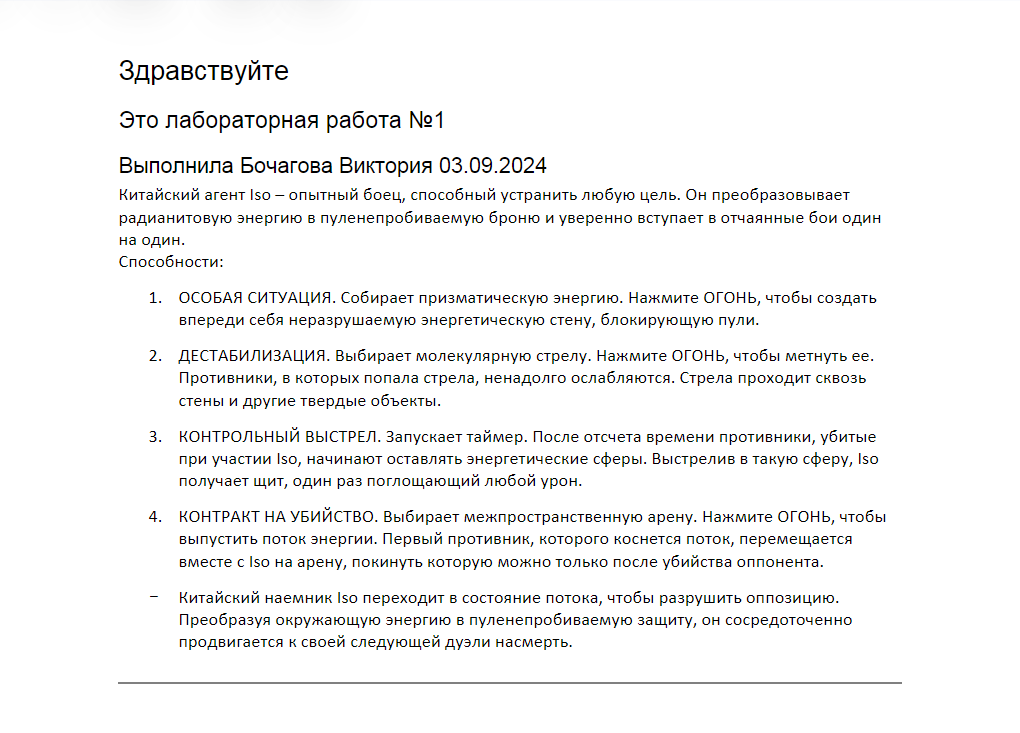 Здравствуйте
Это лабораторная работа №1
Выполнила Бочагова Виктория 03.09.2024
Китайский агент Iso – опытный боец, способный устранить любую цель. Он преобразовывает
радианитовую энергию в пуленепробиваемую броню и уверенно вступает в отчаянные бои один
на один.
Способности:
1. ОСОБАЯ СИТУАЦИЯ. Собирает призматическую энергию. Нажмите ОГОНЬ, чтобы создать
впереди себя неразрушаемую энергетическую стену, блокирующую пули.
2. ДЕСТАБИЛИЗАЦИЯ. Выбирает молекулярную стрелу. Нажмите ОГОНЬ, чтобы метнуть ее.
Противники, в которых попала стрела, ненадолго ослабляются. Стрела проходит сквозь
стены и другие твердые объекты.
3. КОНТРОЛЬНЫЙ ВЫСТРЕЛ. Запускает таймер. После отсчета времени противники, убитые
при участии Iso, начинают оставлять энергетические сферы. Выстрелив в такую сферу, Iso
получает щит, один раз поглощающий любой урон.
4. КОНТРАКТ НА УБИЙСТВО. Выбирает межпространственную арену. Нажмите ОГОНЬ, чтобы
выпустить поток энергии. Первый противник, которого коснется поток, перемещается
вместе с Iso на арену, покинуть которую можно только после убийства оппонента.
– Китайский наемник Iso переходит в состояние потока, чтобы разрушить оппозицию.
Преобразуя окружающую энергию в пуленепробиваемую защиту, он сосредоточенно
продвигается к своей следующей дуэли насмерть.